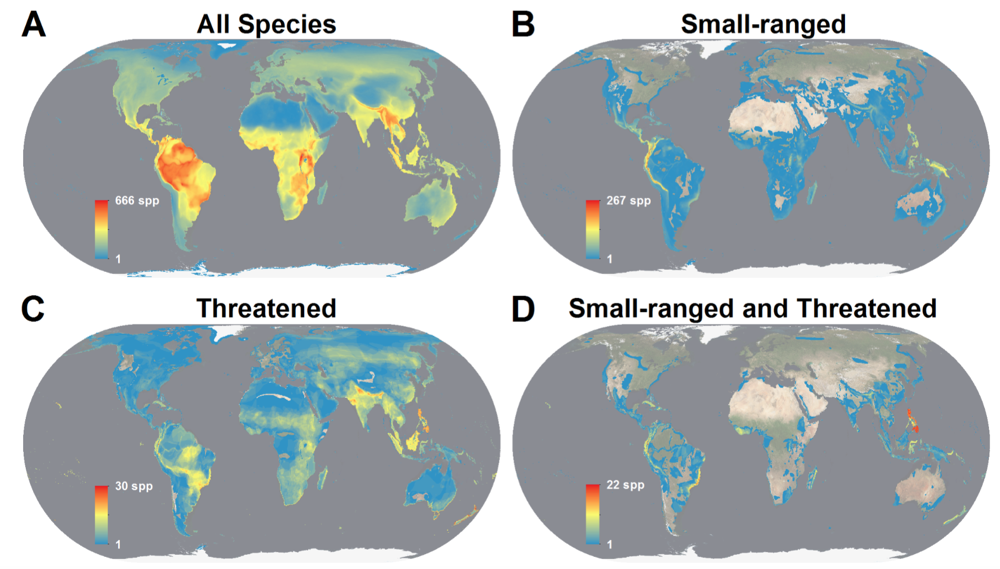 A
All Species
666 spp
1
B
Small-ranged
267 spp
1
C
Threatened
30 spp
1
D
Small-ranged and Threatened
22 spp
1